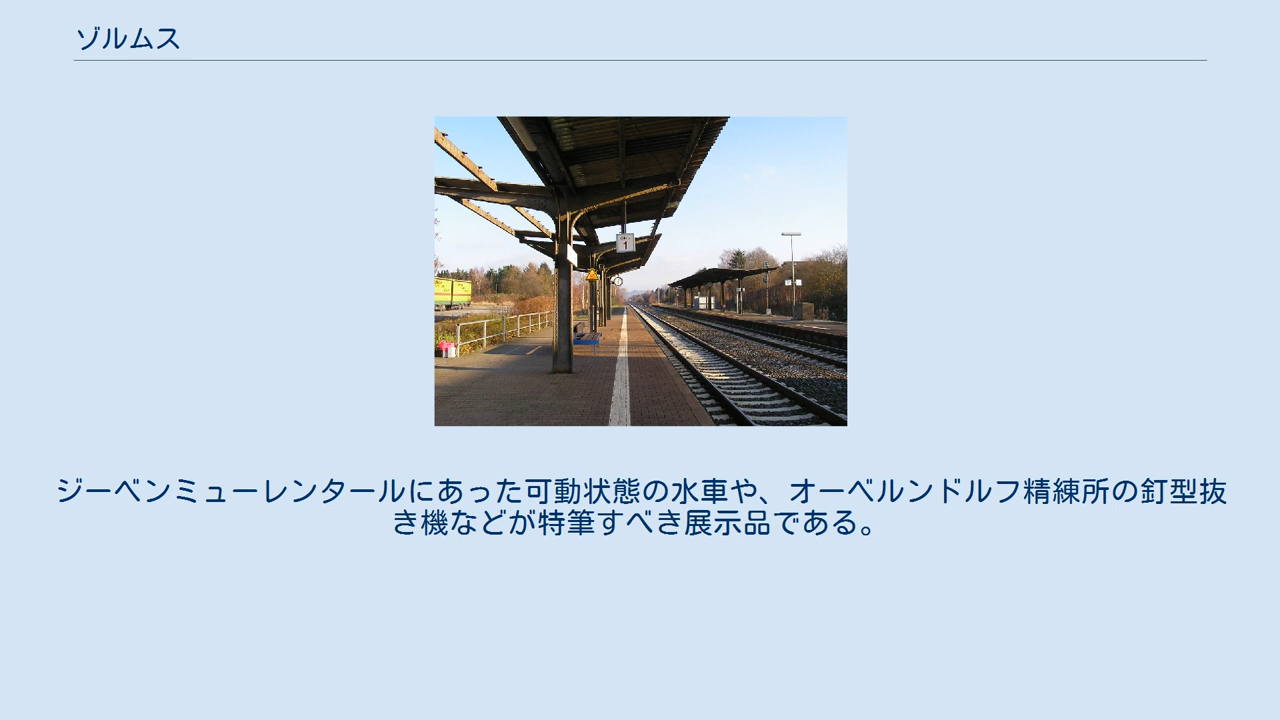 ゾルムス
1
ジーベンミューレンタールにあった可動状態の水車や、オーベルンドルフ精練所の釘型抜
き機などが特筆すべき展示品である。